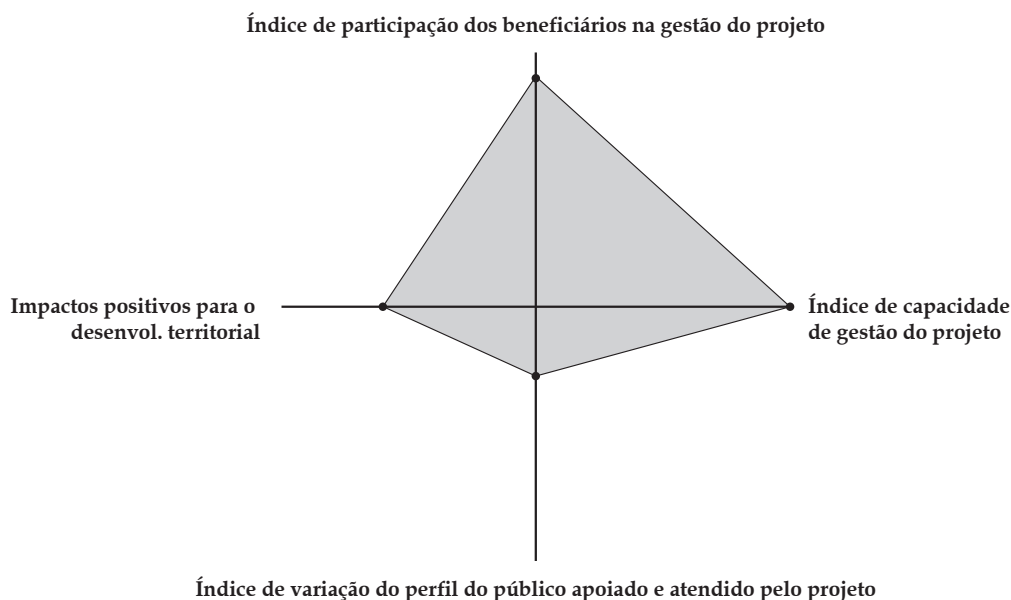 Índice de participação dos beneficiários na gestão do projeto
Impactos positivos para o
desenvol. territorial
Índice de capacidade
de gestão do projeto
Índice de variação do perfil do público apoiado e atendido pelo projeto